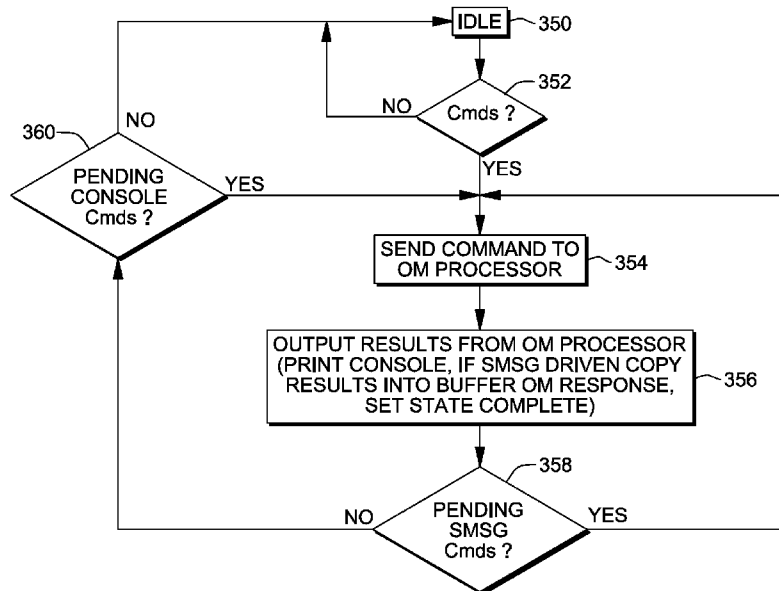 IDLE
350
352
NO
Cmds ?
NO
360
YES
PENDING
CONSOLE
Cmds ?
YES
SEND COMMAND TO
OM PROCESSOR
354
OUTPUT RESULTS FROM OM PROCESSOR
(PRINT CONSOLE, IF SMSG DRIVEN COPY
RESULTS INTO BUFFER OM RESPONSE,
SET STATE COMPLETE)
356
358
NO
PENDING
SMSG
Cmds ?
YES